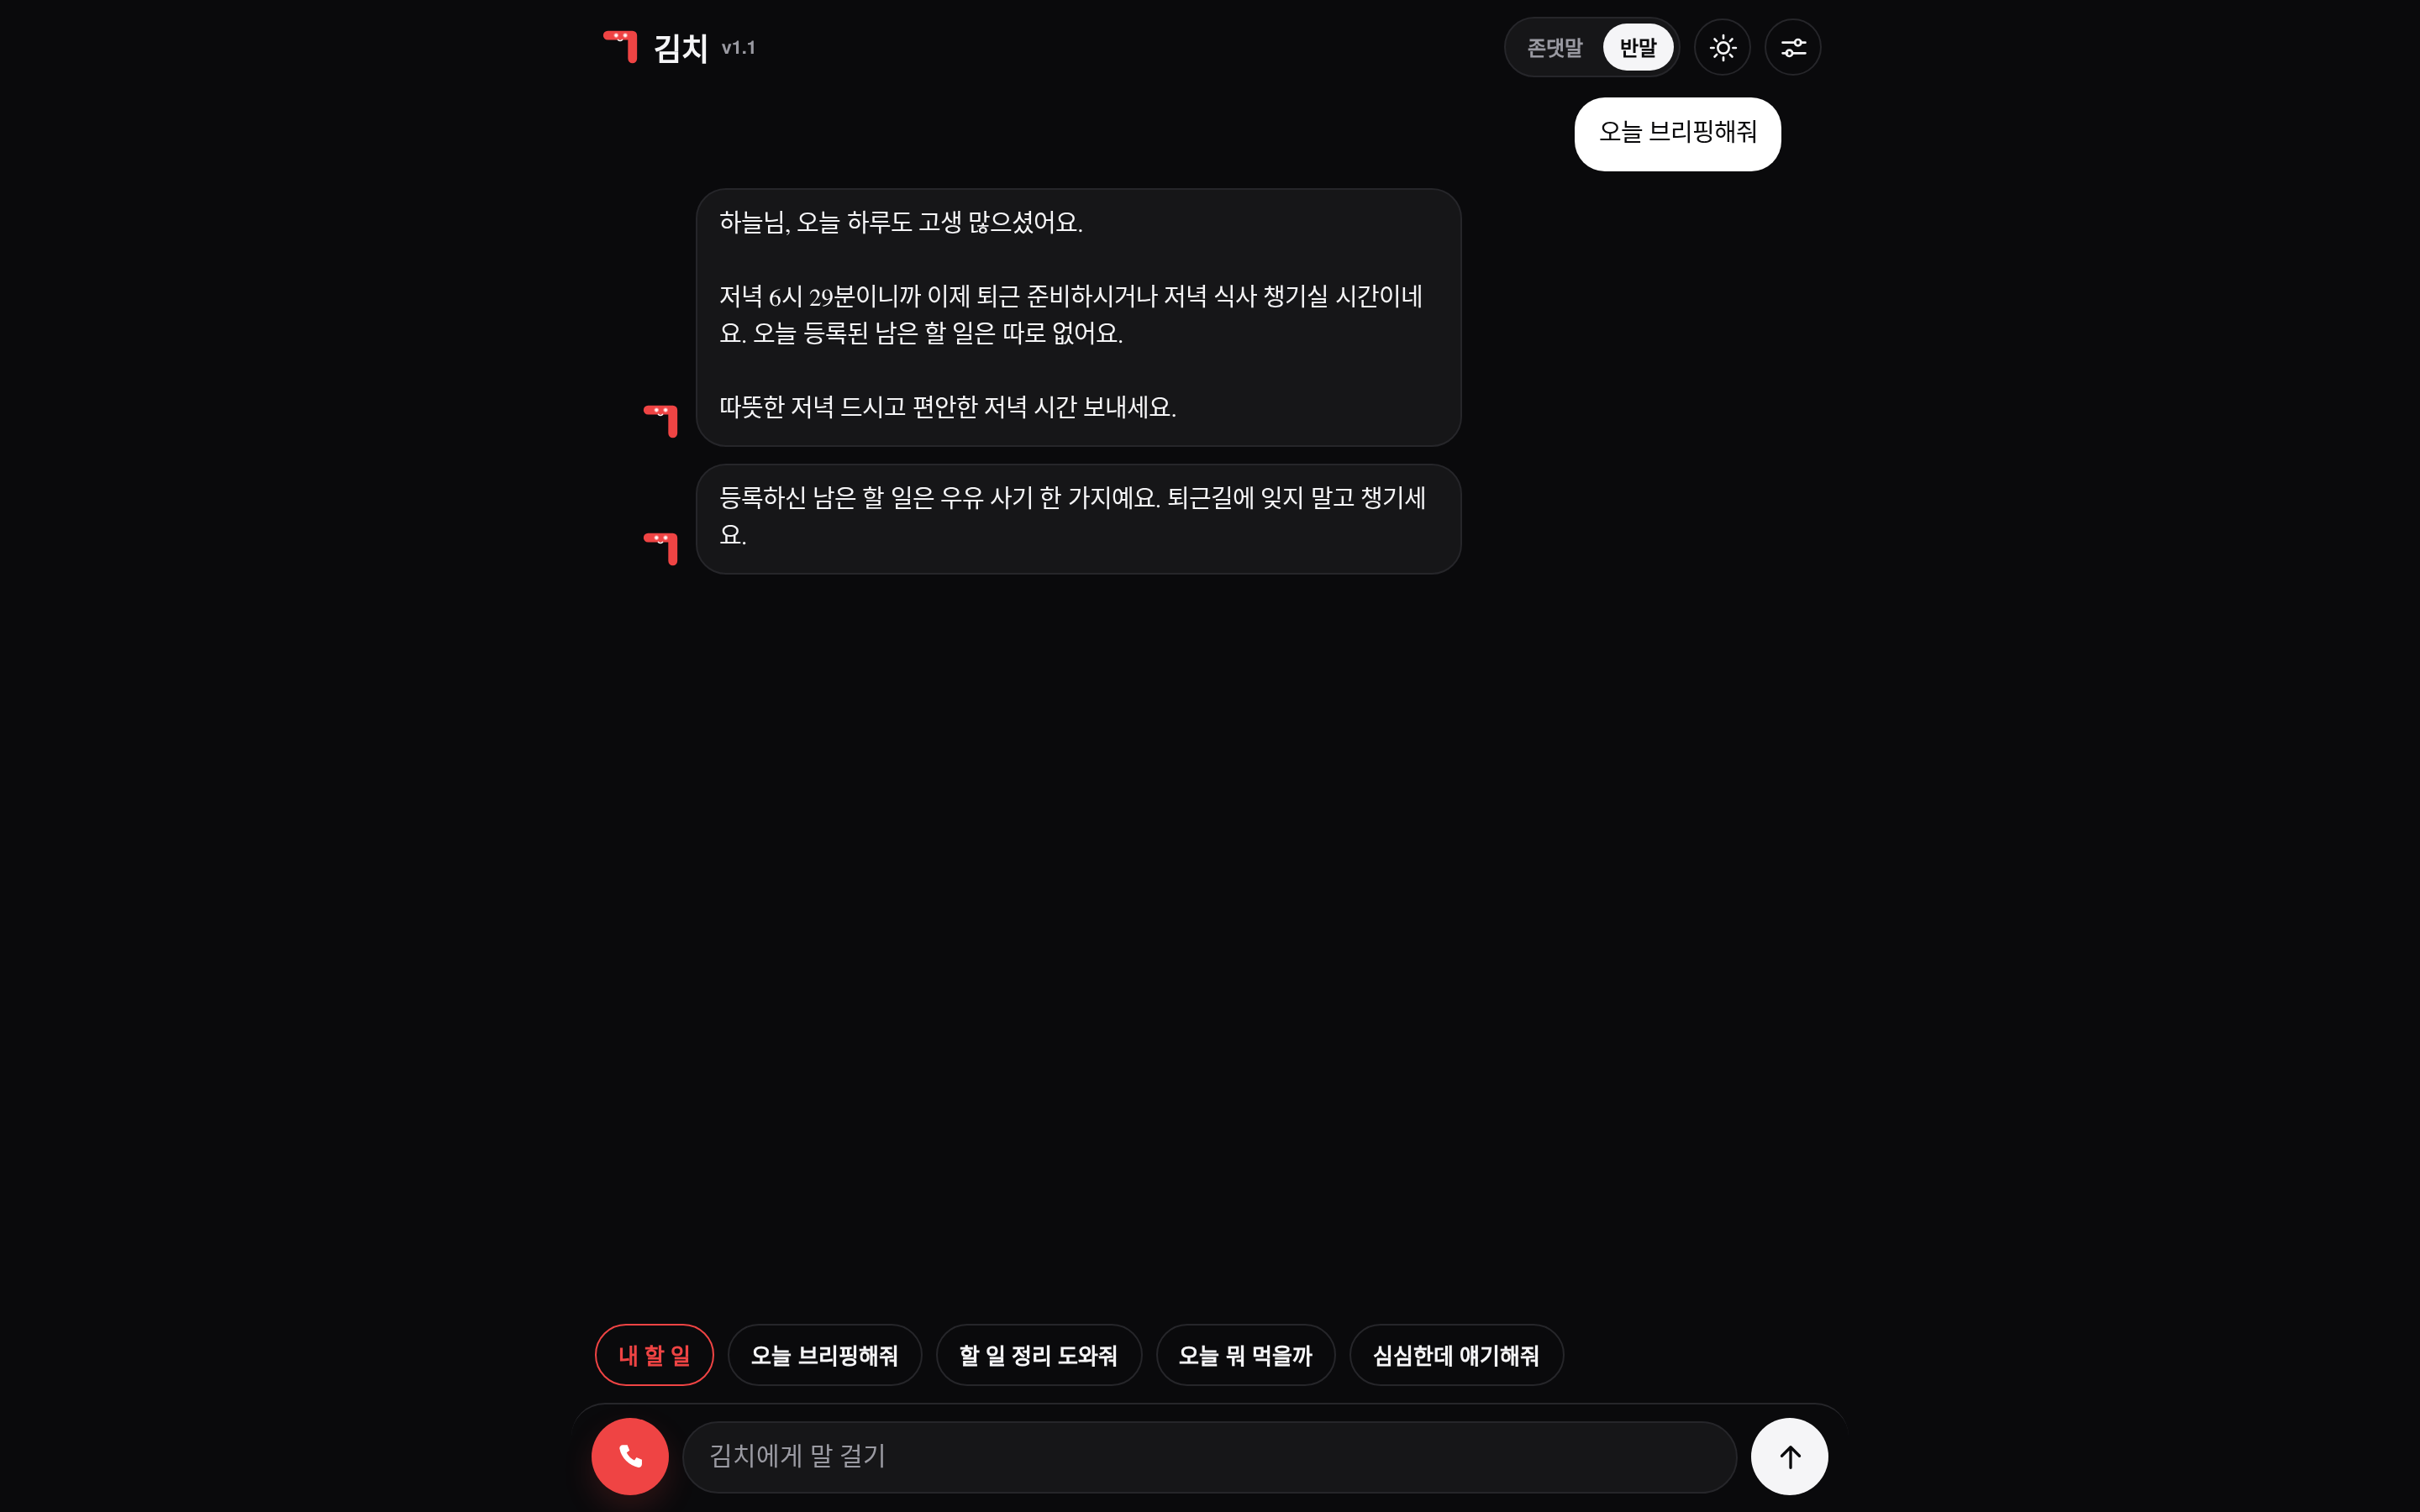 김치 v1.1
존댓말 반말
오늘 브리핑해줘
하늘님, 오늘 하루도 고생 많으셨어요.
저녁 6시 29분이니까 이제 퇴근 준비하시거나 저녁 식사 챙기실 시간이네
요. 오늘 등록된 남은 할 일은 따로 없어요.
따뜻한 저녁 드시고 편안한 저녁 시간 보내세요.
등록하신 남은 할 일은 우유 사기 한 가지예요. 퇴근길에 잊지 말고 챙기세
요.
내 할 일 오늘 브리핑해줘 할 일 정리 도와줘 오늘 뭐 먹을까 심심한데 얘기해줘
김치에게 말 걸기